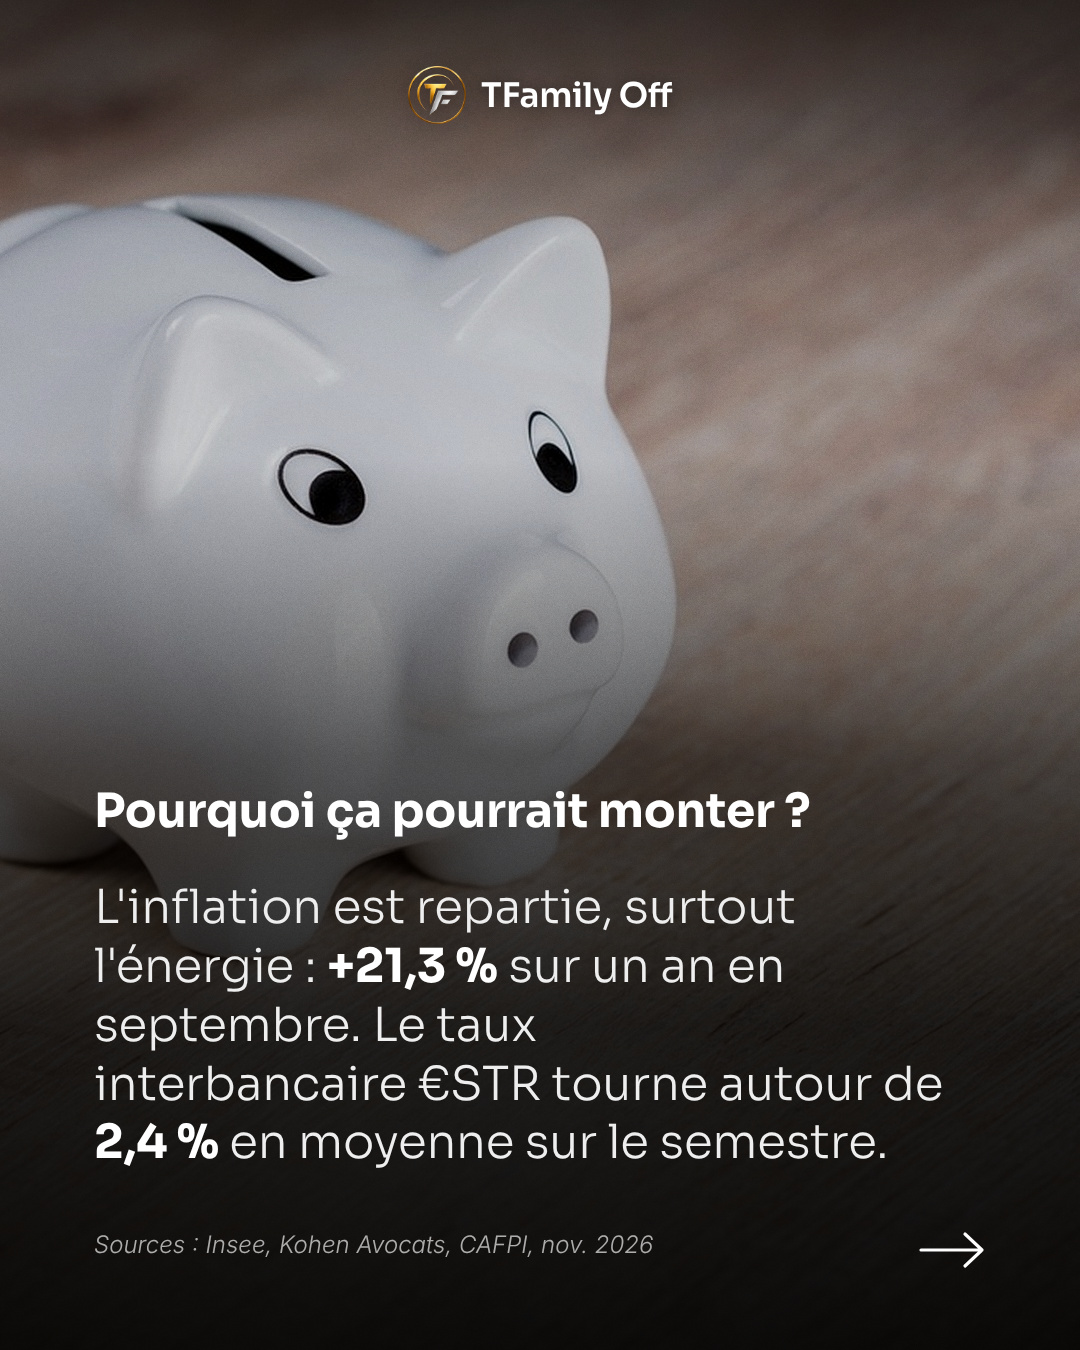 TFamily Off
Pourquoi ça pourrait monter ?
L'inflation est repartie, surtout
l'énergie : +21,3 % sur un an en
septembre. Le taux
interbancaire €STR tourne autour de
2,4 % en moyenne sur le semestre.
Sources : Insee, Kohen Avocats, CAFPI, nov. 2026